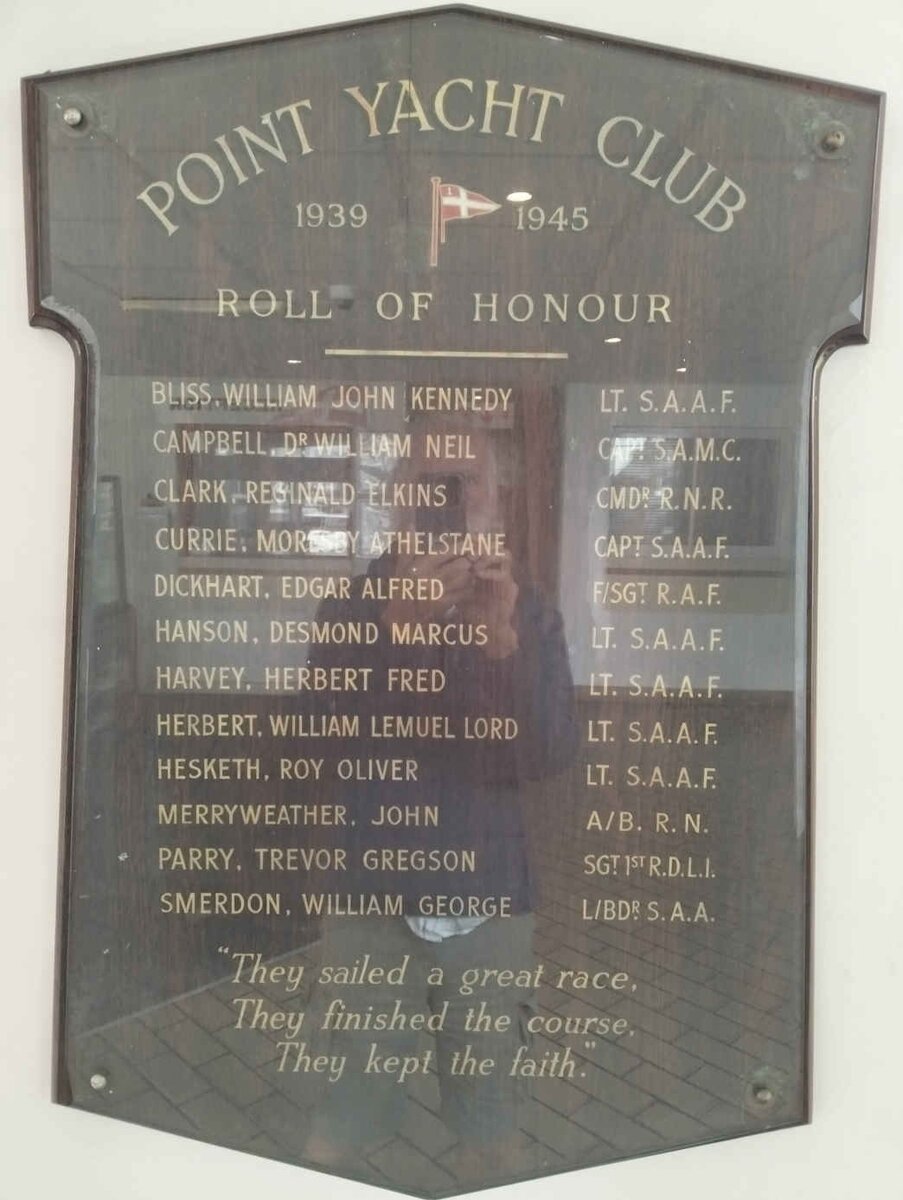 POINT YACHT CLUB
1939 1945
ROLL OF HONOUR
BLISS. WILLIAM JOHN KENNEDY LT. S.A.A.F.
CAMPBELL, DR WILLIAM NEIL CAPT S.A.M.C.
CLARK, REGINALD ELKINS CMDR R.N.R.
CURRIE, MORESBY ATHELSTANE CAPT S.A.A.F.
DICKHART, EDGAR ALFRED F/SGT R.A.F.
HANSON, DESMOND MARCUS LT. S.A.A.F.
HARVEY, HERBERT FRED LT. S.A.A.F.
HERBERT, WILLIAM LEMUEL LORD LT. S.A.A.F.
HESKETH, ROY OLIVER LT. S.A.A.F.
MERRYWEATHER, JOHN A/B. R.N.
PARRY, TREVOR GREGSON SGT 1ST R.D.L.I.
SMERDON, WILLIAM GEORGE L/BDR S.A.A.
"They sailed a great race,
They finished the course,
They kept the faith."